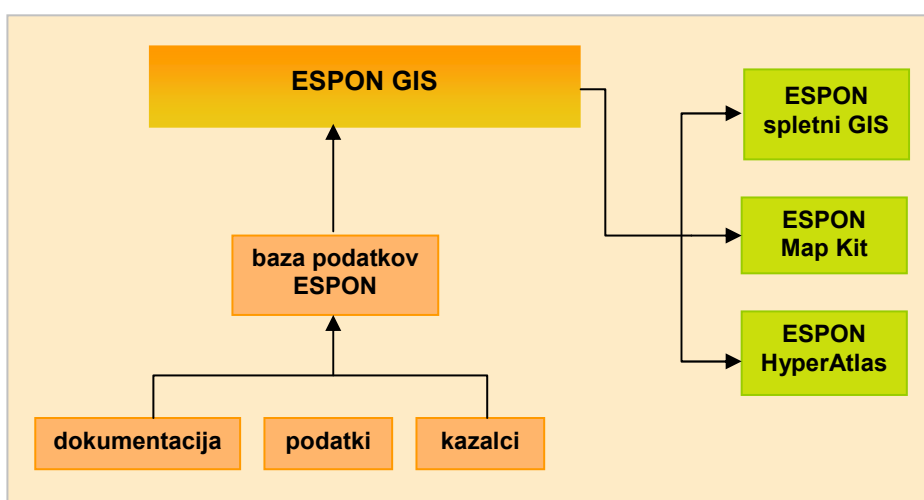 ESPON GIS
ESPON
spletni GIS
ESPON
Map Kit
ESPON
HyperAtlas
baza podatkov
ESPON
dokumentacija
podatki
kazalci